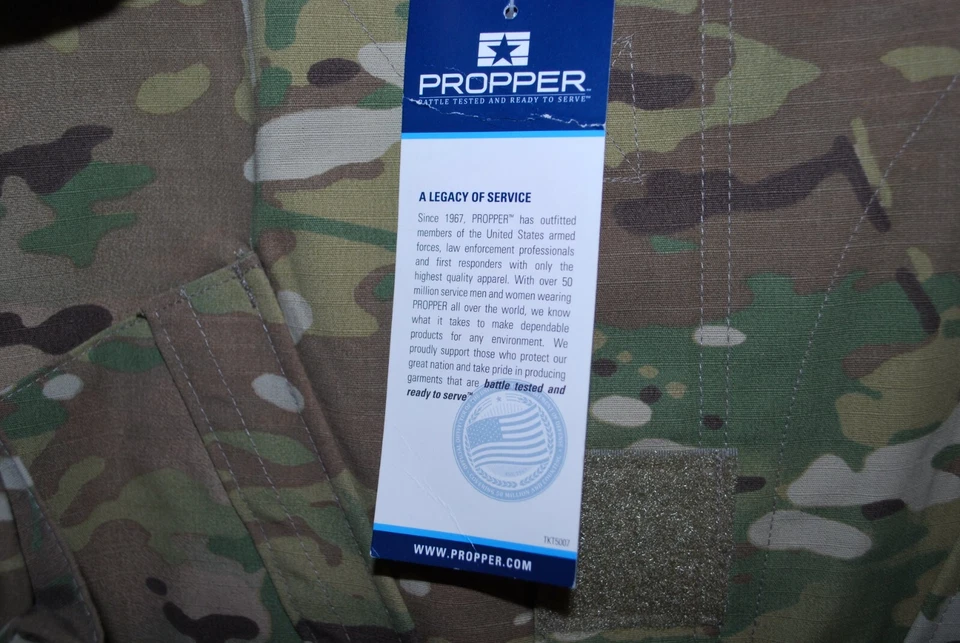 PROPPER™
BATTLE TESTED AND READY TO SERVE™
A LEGACY OF SERVICE
Since 1967, PROPPER™ has outfitted
members of the United States armed
forces, law enforcement professionals
and first responders with only the
highest quality apparel. With over 50
million service men and women wearing
PROPPER all over the world, we know
what it takes to make dependable
products for any environment. We
proudly support those who protect our
great nation and take pride in producing
garments that are battle tested and
ready to serve™
TKT5007
WWW.PROPPER.COM